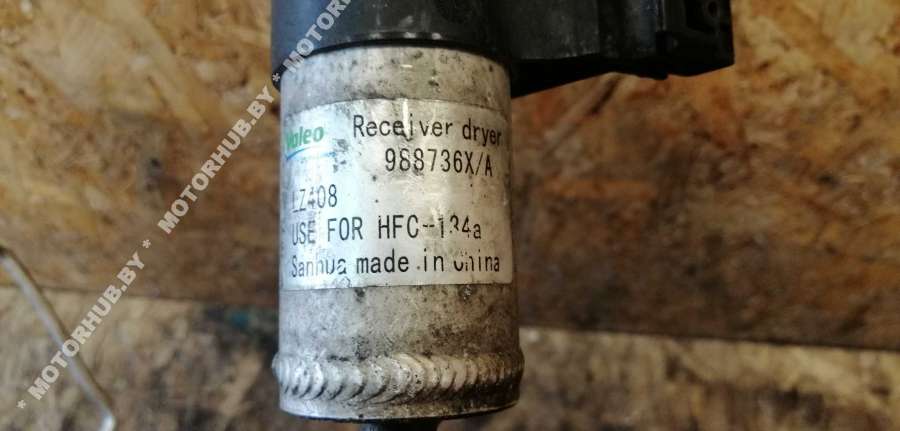 Valeo
Receiver dryer
988736X/A
LZ408
USE FOR HFC-134a
Sanhua made in China
* MOTORHUB.BY * MOTORHUB.BY * MOTORHUB.BY *